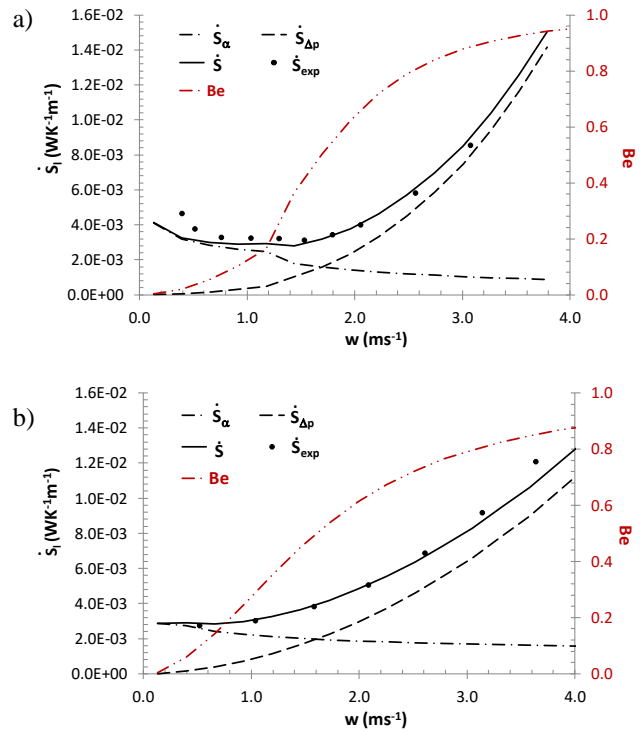 a)
1.6E-02 1.0
Ṡα ṠΔp
1.4E-02
Ṡ Ṡexp
1.2E-02 0.8
Be
1.0E-02
0.6
8.0E-03
6.0E-03 0.4
4.0E-03
0.2
2.0E-03
0.0E+00 0.0
Ṡl (WK-1m-1)
Be
0.0 1.0 2.0 3.0 4.0
w (ms-1)
b)
1.6E-02 1.0
Ṡα ṠΔp
1.4E-02
Ṡ Ṡexp
0.8
1.2E-02
Be
1.0E-02
0.6
8.0E-03
6.0E-03 0.4
4.0E-03
0.2
2.0E-03
0.0E+00 0.0
Ṡl (WK-1m-1)
Be
0.0 1.0 2.0 3.0 4.0
w (ms-1)